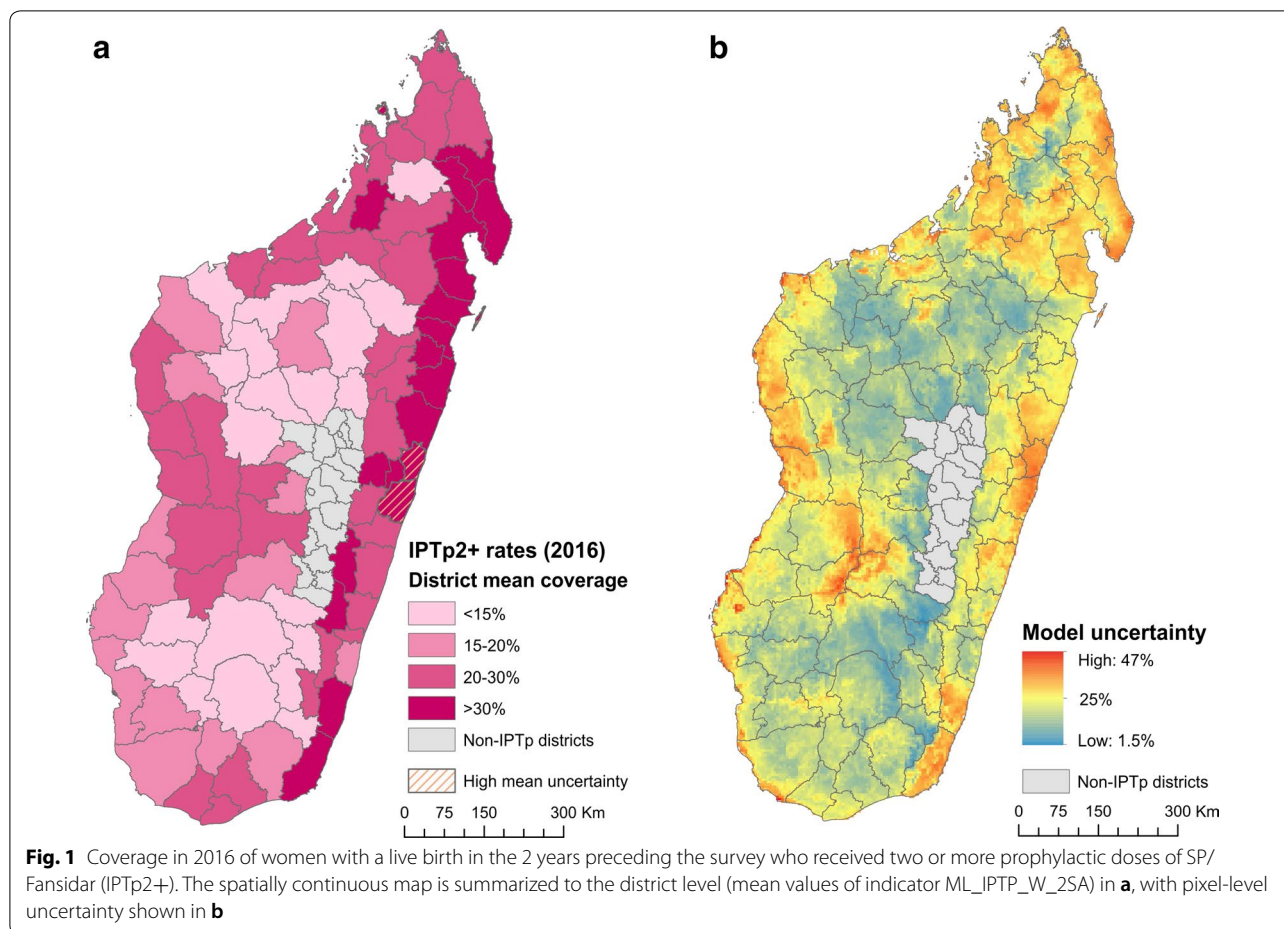 a
b
IPTp2+ rates (2016)
District mean coverage
<15%
15-20%
20-30%
>30%
Non-IPTp districts
High mean uncertainty
0 75 150 300 Km
Model uncertainty
High: 47%
25%
Low: 1.5%
Non-IPTp districts
0 75 150 300 Km
Fig. 1 Coverage in 2016 of women with a live birth in the 2 years preceding the survey who received two or more prophylactic doses of SP/
Fansidar (IPTp2+). The spatially continuous map is summarized to the district level (mean values of indicator ML_IPTP_W_2SA) in a, with pixel-level
uncertainty shown in b